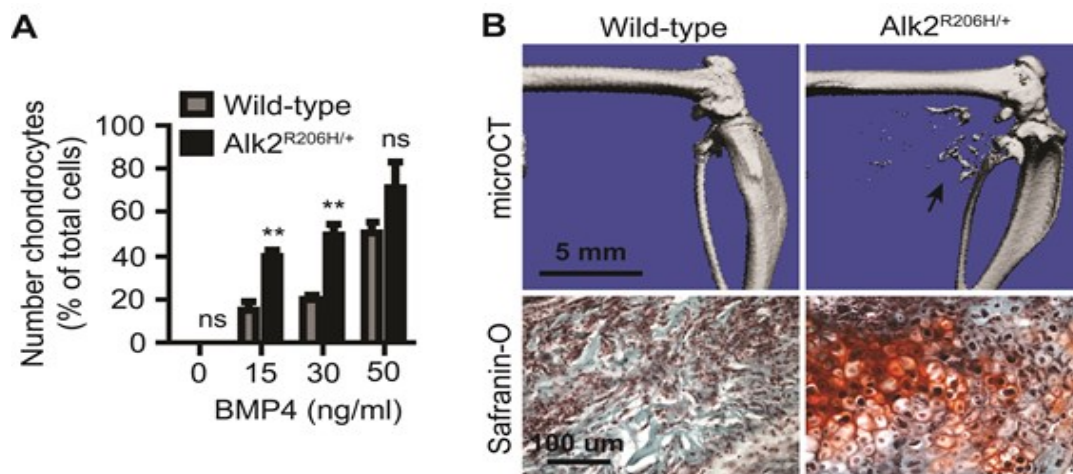 A
Number chondrocytes
(% of total cells)
100
80
60
40
20
0
Wild-type
Alk2R206H/+
ns
**
**
ns
0 15 30 50
BMP4 (ng/ml)
B
Wild-type Alk2R206H/+
microCT
5 mm
Safranin-O
100 um